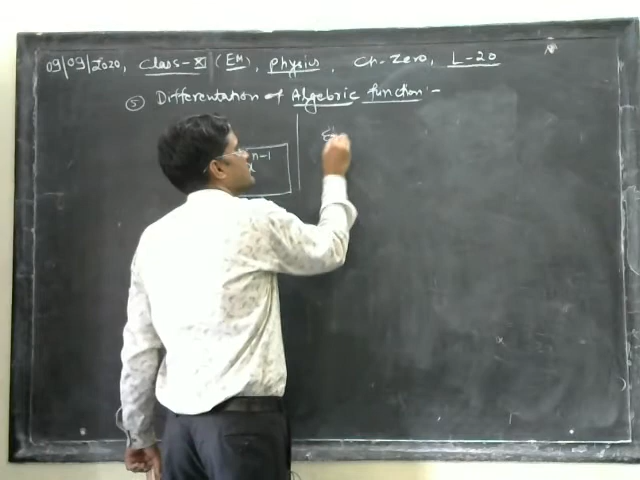 09/09/2020, Class-XI (EM), Physics, Ch-Zero, L-20
⑤ Differentation of Algebric function :-
n-1